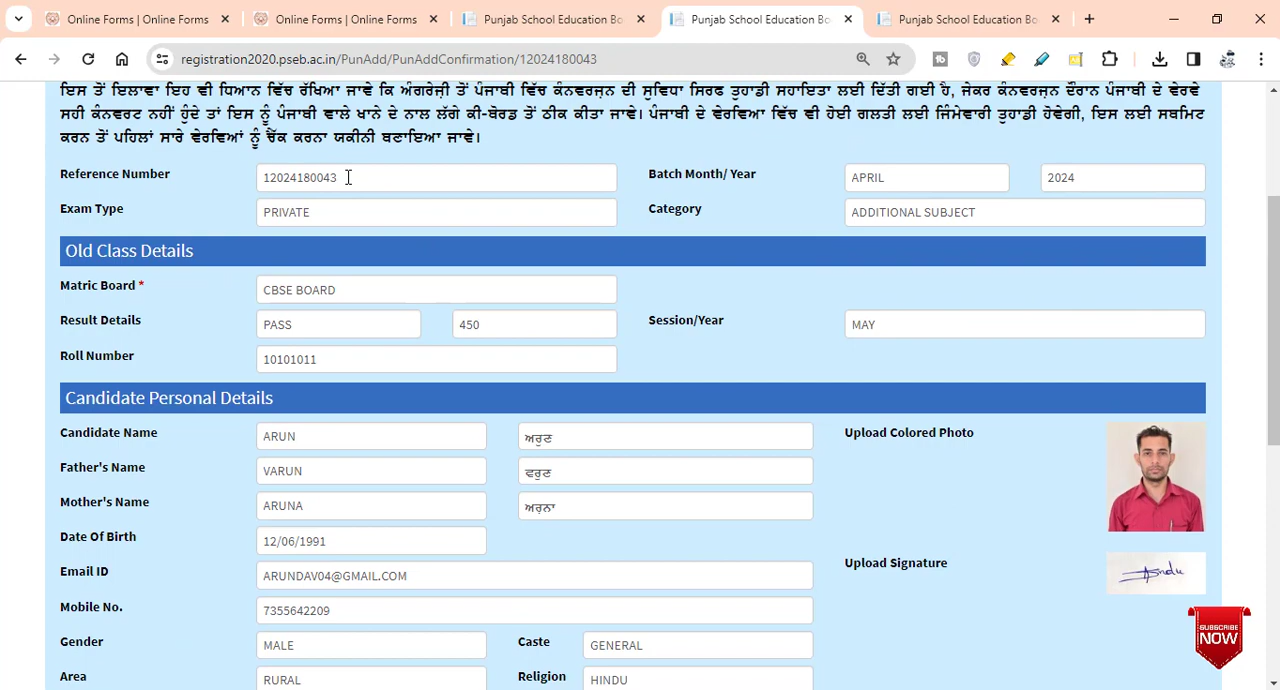 Online Forms | Online Forms
Online Forms | Online Forms
Punjab School Education Bo
Punjab School Education Bo
Punjab School Education Bo
registration2020.pseb.ac.in/PunAdd/PunAddConfirmation/12024180043
ਇਸ ਤੋਂ ਇਲਾਵਾ ਇਹ ਵੀ ਧਿਆਨ ਵਿੱਚ ਰੱਖਿਆ ਜਾਵੇ ਕਿ ਅੰਗਰੇਜ਼ੀ ਤੋਂ ਪੰਜਾਬੀ ਵਿੱਚ ਕੰਨਵਰਜ਼ਨ ਦੀ ਸੁਵਿਧਾ ਸਿਰਫ ਤੁਹਾਡੀ ਸਹਾਇਤਾ ਲਈ ਦਿੱਤੀ ਗਈ ਹੈ, ਜੇਕਰ ਕੰਨਵਰਜ਼ਨ ਦੌਰਾਨ ਪੰਜਾਬੀ ਦੇ ਵੇਰਵੇ
ਸਹੀ ਕੰਨਵਰਟ ਨਹੀਂ ਹੁੰਦੇ ਤਾਂ ਇਸ ਨੂੰ ਪੰਜਾਬੀ ਵਾਲੇ ਖਾਨੇ ਦੇ ਨਾਲ ਲੱਗੇ ਕੀ-ਬੋਰਡ ਤੋਂ ਠੀਕ ਕੀਤਾ ਜਾਵੇ। ਪੰਜਾਬੀ ਦੇ ਵੇਰਵਿਆ ਵਿੱਚ ਵੀ ਹੋਈ ਗਲਤੀ ਲਈ ਜਿੰਮੇਵਾਰੀ ਤੁਹਾਡੀ ਹੋਵੇਗੀ, ਇਸ ਲਈ ਸਬਮਿਟ
ਕਰਨ ਤੋਂ ਪਹਿਲਾਂ ਸਾਰੇ ਵੇਰਵਿਆਂ ਨੂੰ ਚੈੱਕ ਕਰਨਾ ਯਕੀਨੀ ਬਣਾਇਆ ਜਾਵੇ।
Reference Number 12024180043 Batch Month/ Year APRIL 2024
Exam Type PRIVATE Category ADDITIONAL SUBJECT
Old Class Details
Matric Board * CBSE BOARD
Result Details PASS 450 Session/Year MAY
Roll Number 10101011
Candidate Personal Details
Candidate Name ARUN ਅਰੁਣ Upload Colored Photo
Father's Name VARUN ਵਰੁਣ
Mother's Name ARUNA ਅਰੁਨਾ
Date Of Birth 12/06/1991
Email ID ARUNDAV04@GMAIL.COM Upload Signature
Mobile No. 7355642209
Gender MALE Caste GENERAL
Area RURAL Religion HINDU
SUBSCRIBE
NOW